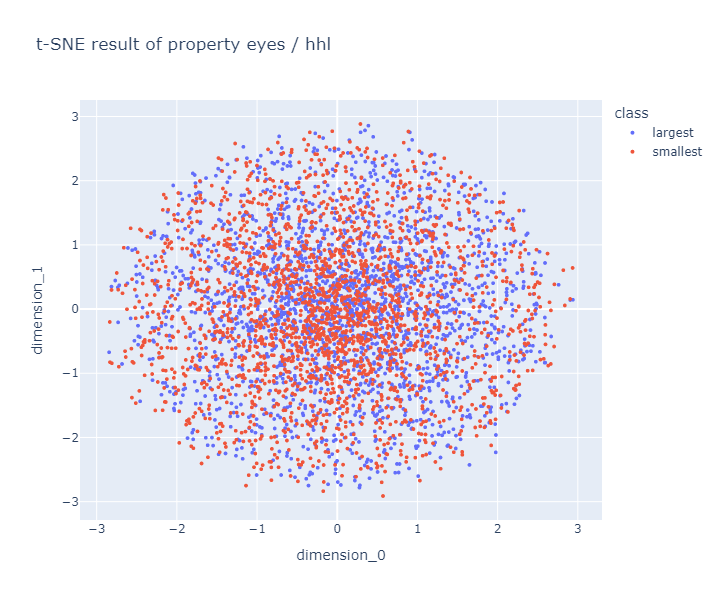 t-SNE result of property eyes / hhl
class
largest
smallest
3
2
1
0
−1
−2
−3
dimension_1
−3
−2
−1
0
1
2
3
dimension_0